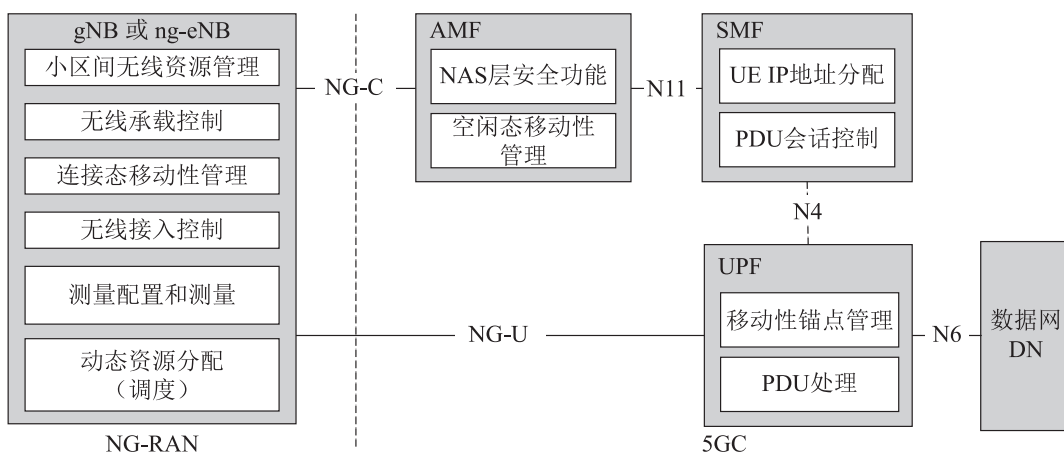 gNB 或 ng-eNB
小区间无线资源管理
无线承载控制
连接态移动性管理
无线接入控制
测量配置和测量
动态资源分配
（调度）
NG-RAN
NG-C
AMF
NAS层安全功能
空闲态移动性
管理
N11
SMF
UE IP地址分配
PDU会话控制
N4
NG-U
UPF
移动性锚点管理
PDU处理
5GC
N6
数据网
DN